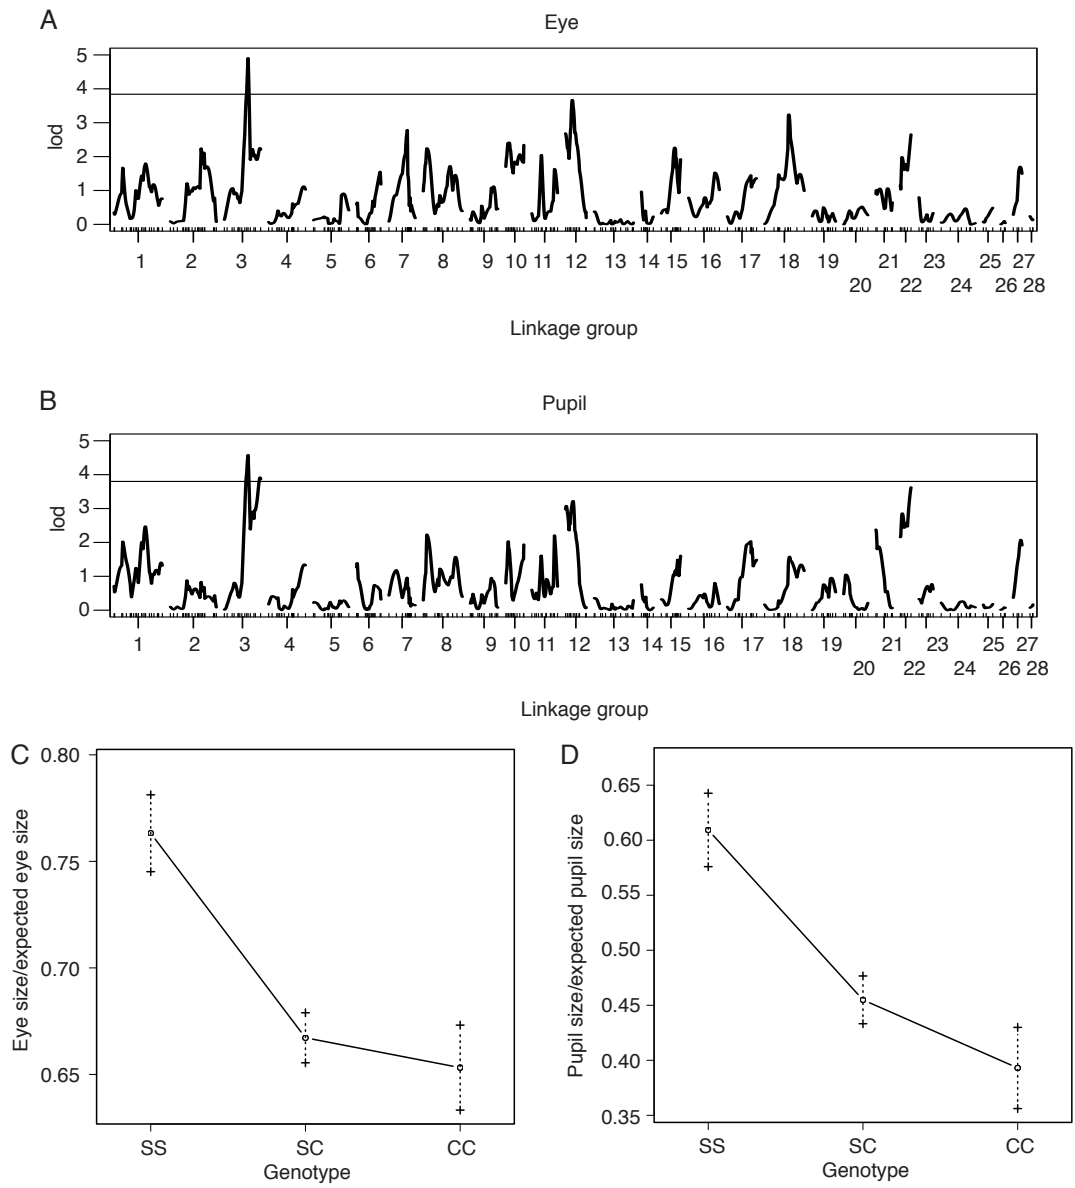 A
Eye
5
4
3
2
1
0
lod
1 2 3 4 5 6 7 8 9 10 11 12 13 14 15 16 17 18 19 21 23 25 27
20 22 24 26 28
Linkage group
B
Pupil
5
4
3
2
1
0
lod
1 2 3 4 5 8 6 7 8 9 10 11 12 13 14 15 16 17 18 19 21 23 25 27
20 22 24 26 28
Linkage group
C
0.80
0.75
0.70
0.65
Eye size/expected eye size
SS SC CC
Genotype
D
0.65
0.60
0.55
0.50
0.45
0.40
0.35
Pupil size/expected pupil size
SS SC CC
Genotype